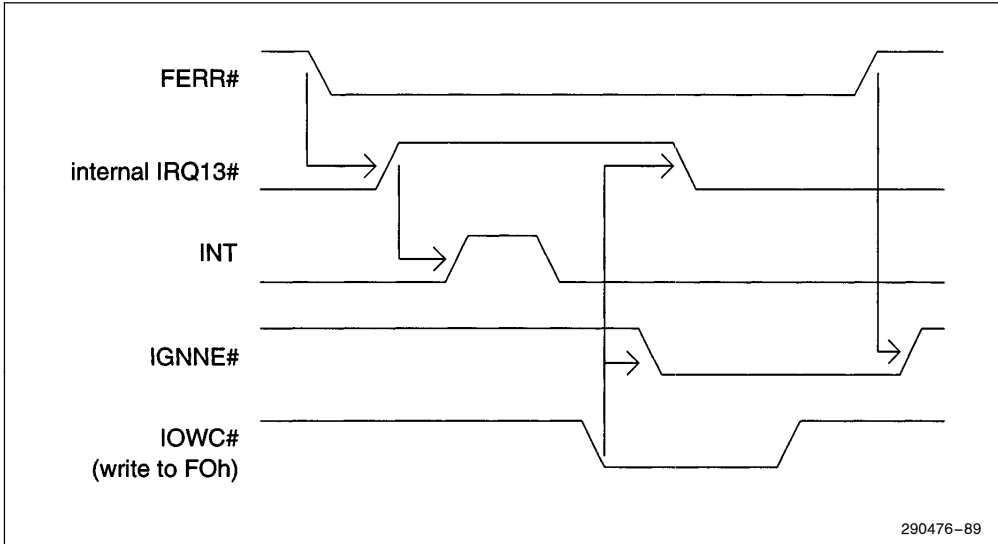 FERR#
internal IRQ13#
INT
IGNNE#
IOWC#
(write to FOh)
290476–89